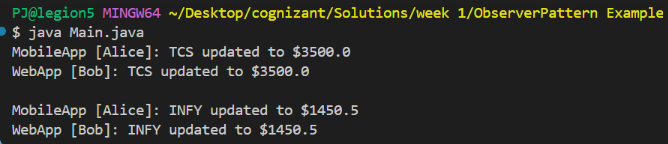 PJ@legion5 MINGW64 ~/Desktop/cognizant/Solutions/week 1/ObserverPattern Example
$ java Main.java
MobileApp [Alice]: TCS updated to $3500.0
WebApp [Bob]: TCS updated to $3500.0

MobileApp [Alice]: INFY updated to $1450.5
WebApp [Bob]: INFY updated to $1450.5